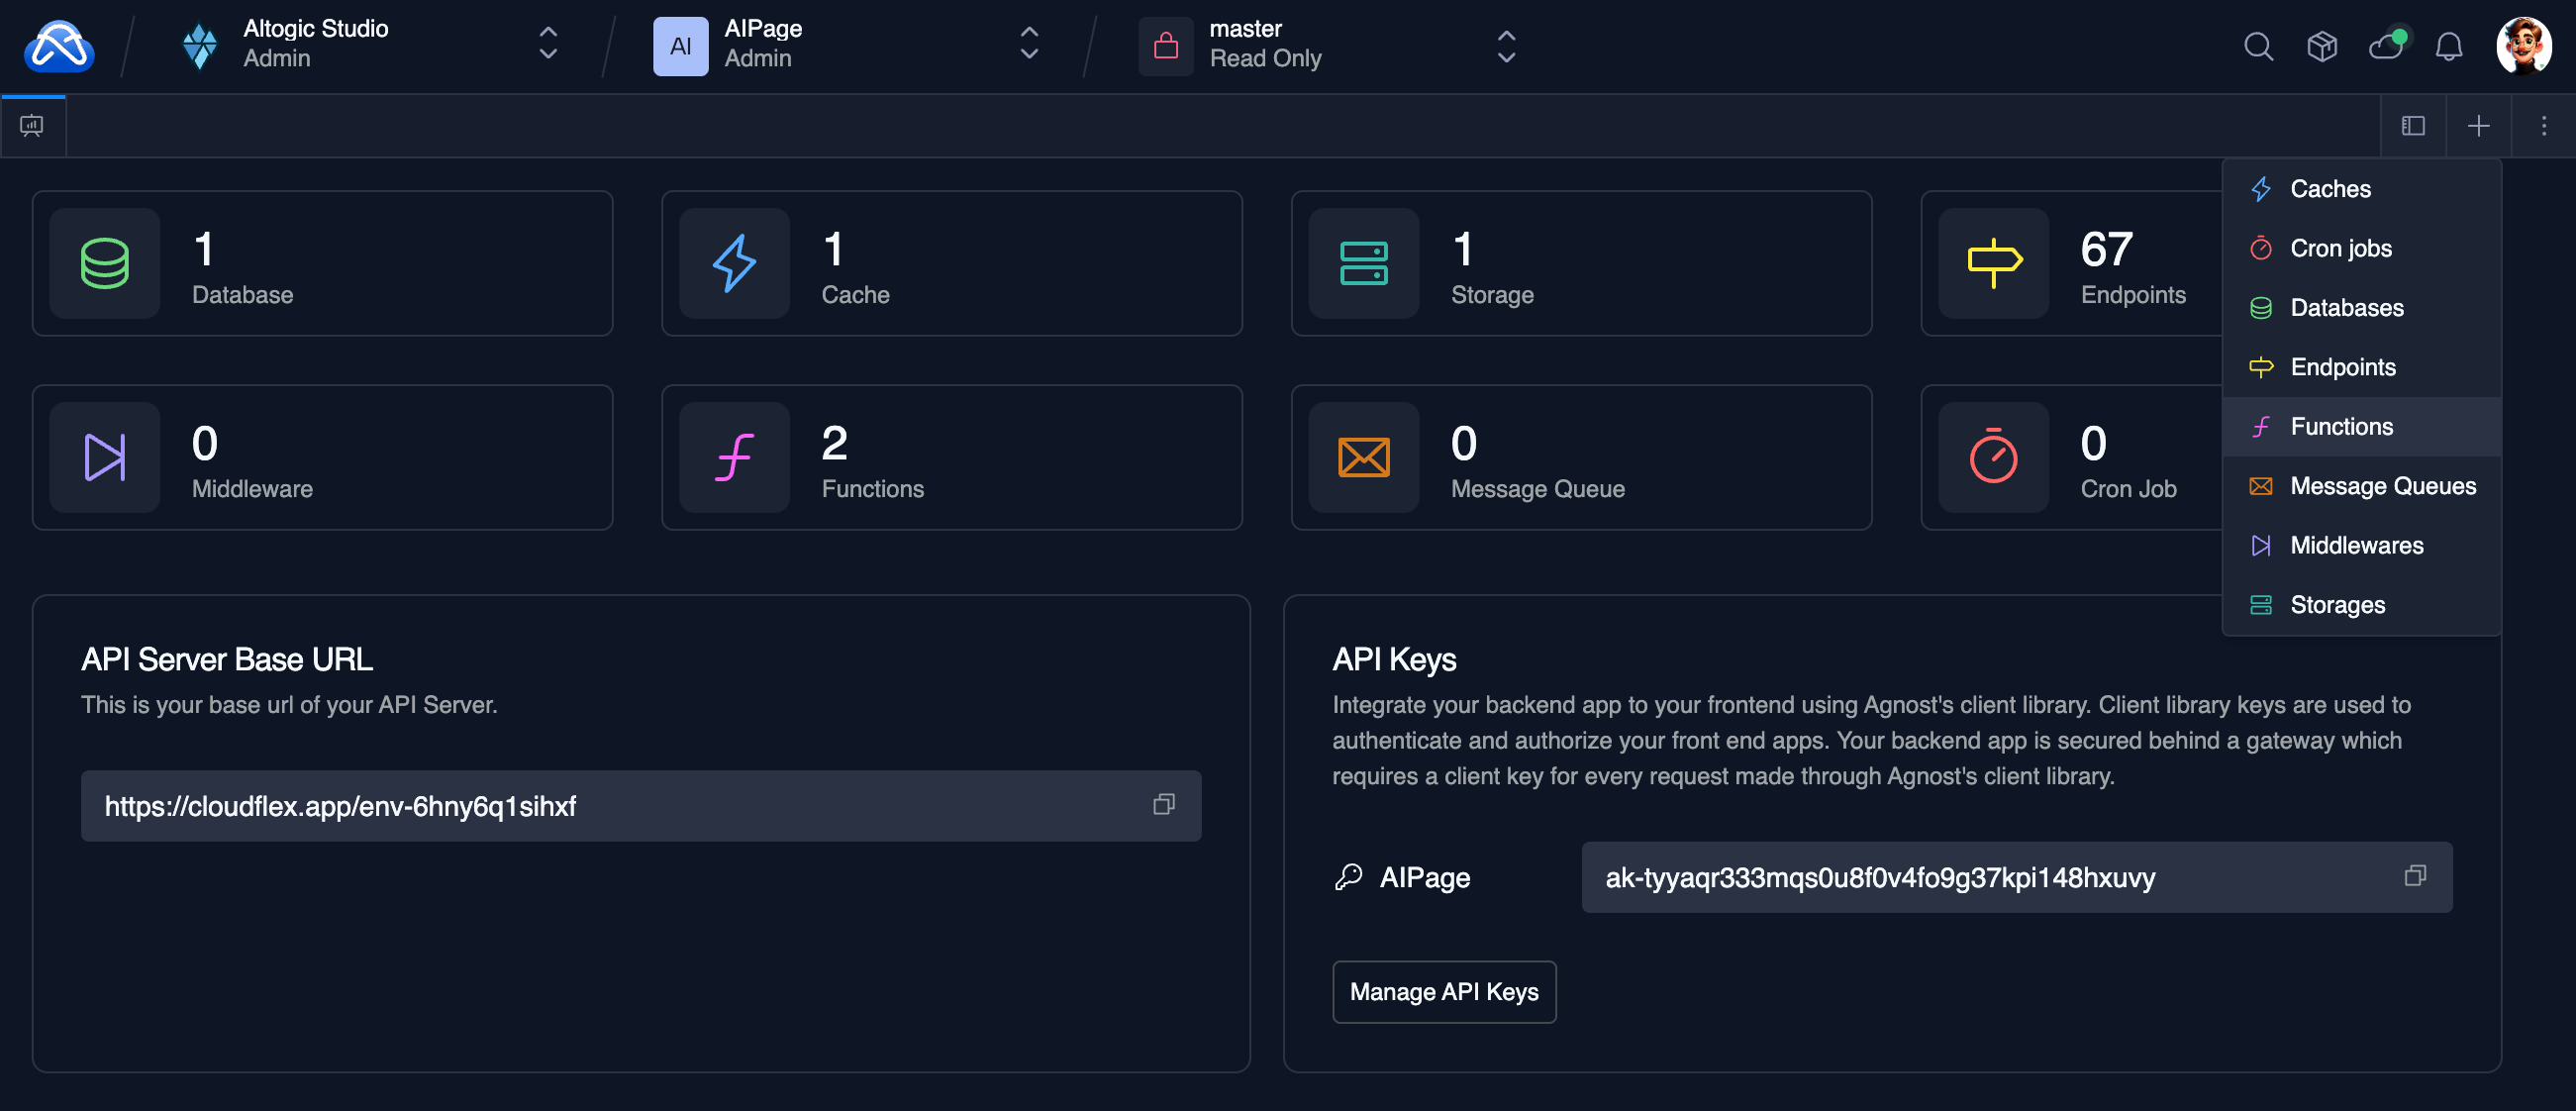 Altogic Studio
Admin
AI
AIPage
Admin
master
Read Only
1
Database
1
Cache
1
Storage
67
Endpoints
0
Middleware
2
Functions
0
Message Queue
0
Cron Job
Caches
Cron jobs
Databases
Endpoints
Functions
Message Queues
Middlewares
Storages
API Server Base URL
This is your base url of your API Server.
https://cloudflex.app/env-6hny6q1sihxf
API Keys
Integrate your backend app to your frontend using Agnost's client library. Client library keys are used to
authenticate and authorize your front end apps. Your backend app is secured behind a gateway which
requires a client key for every request made through Agnost's client library.
AIPage
ak-tyyaqr333mqs0u8f0v4fo9g37kpi148hxuvy
Manage API Keys